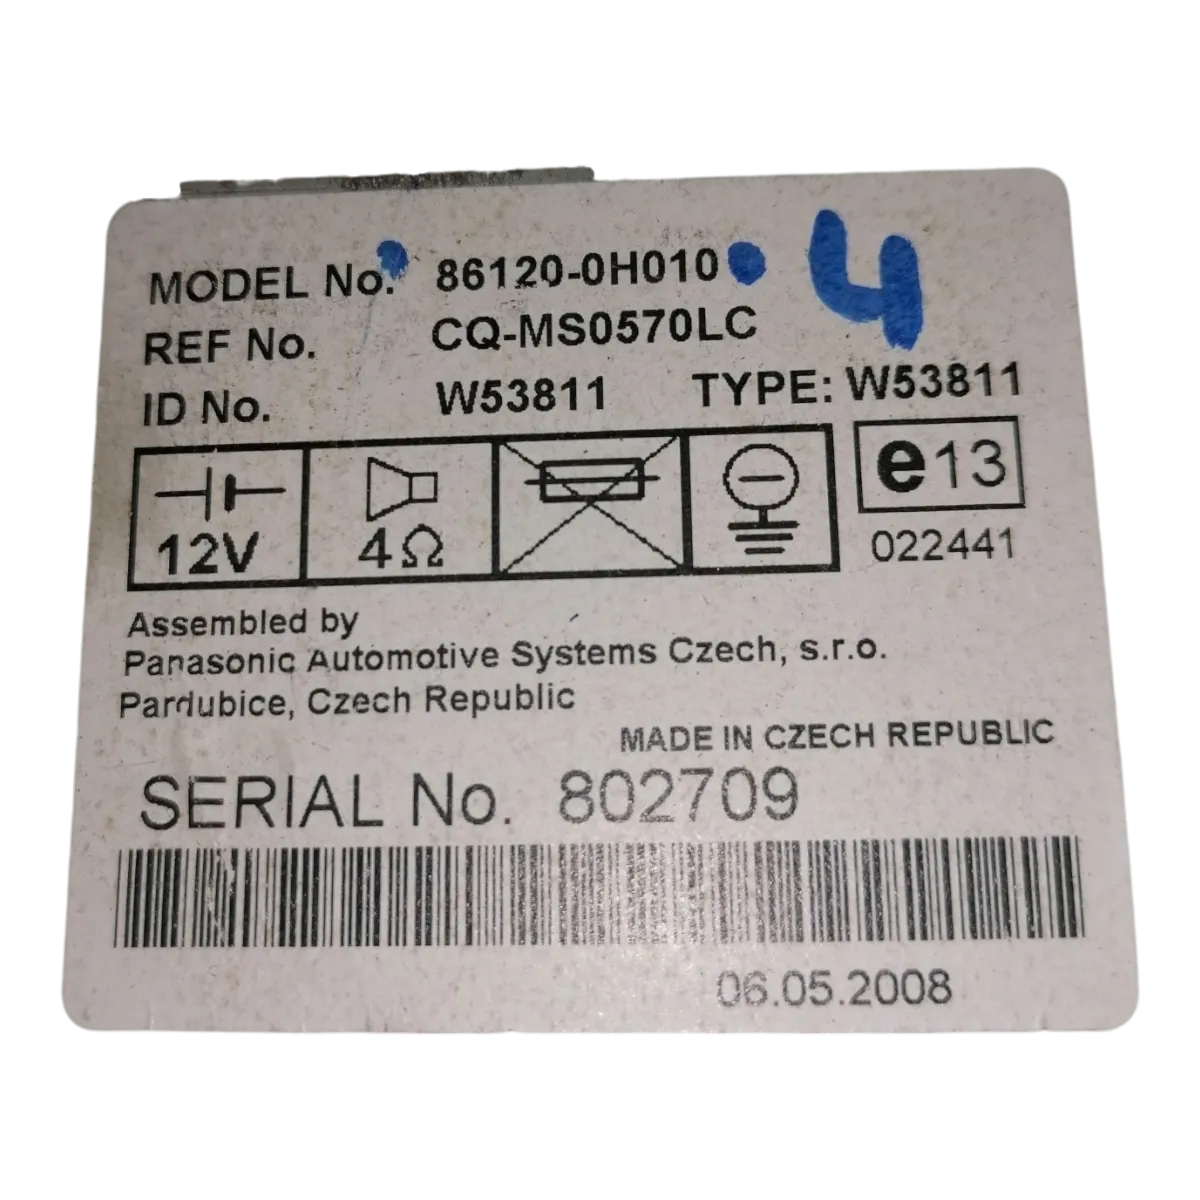 4
MODEL No. 86120-0H010
REF No. CQ-MS0570LC
ID No. W53811 TYPE: W53811
12V 4Ω e13
022441
Assembled by
Panasonic Automotive Systems Czech, s.r.o.
Pardubice, Czech Republic
MADE IN CZECH REPUBLIC
SERIAL No. 802709
06.05.2008